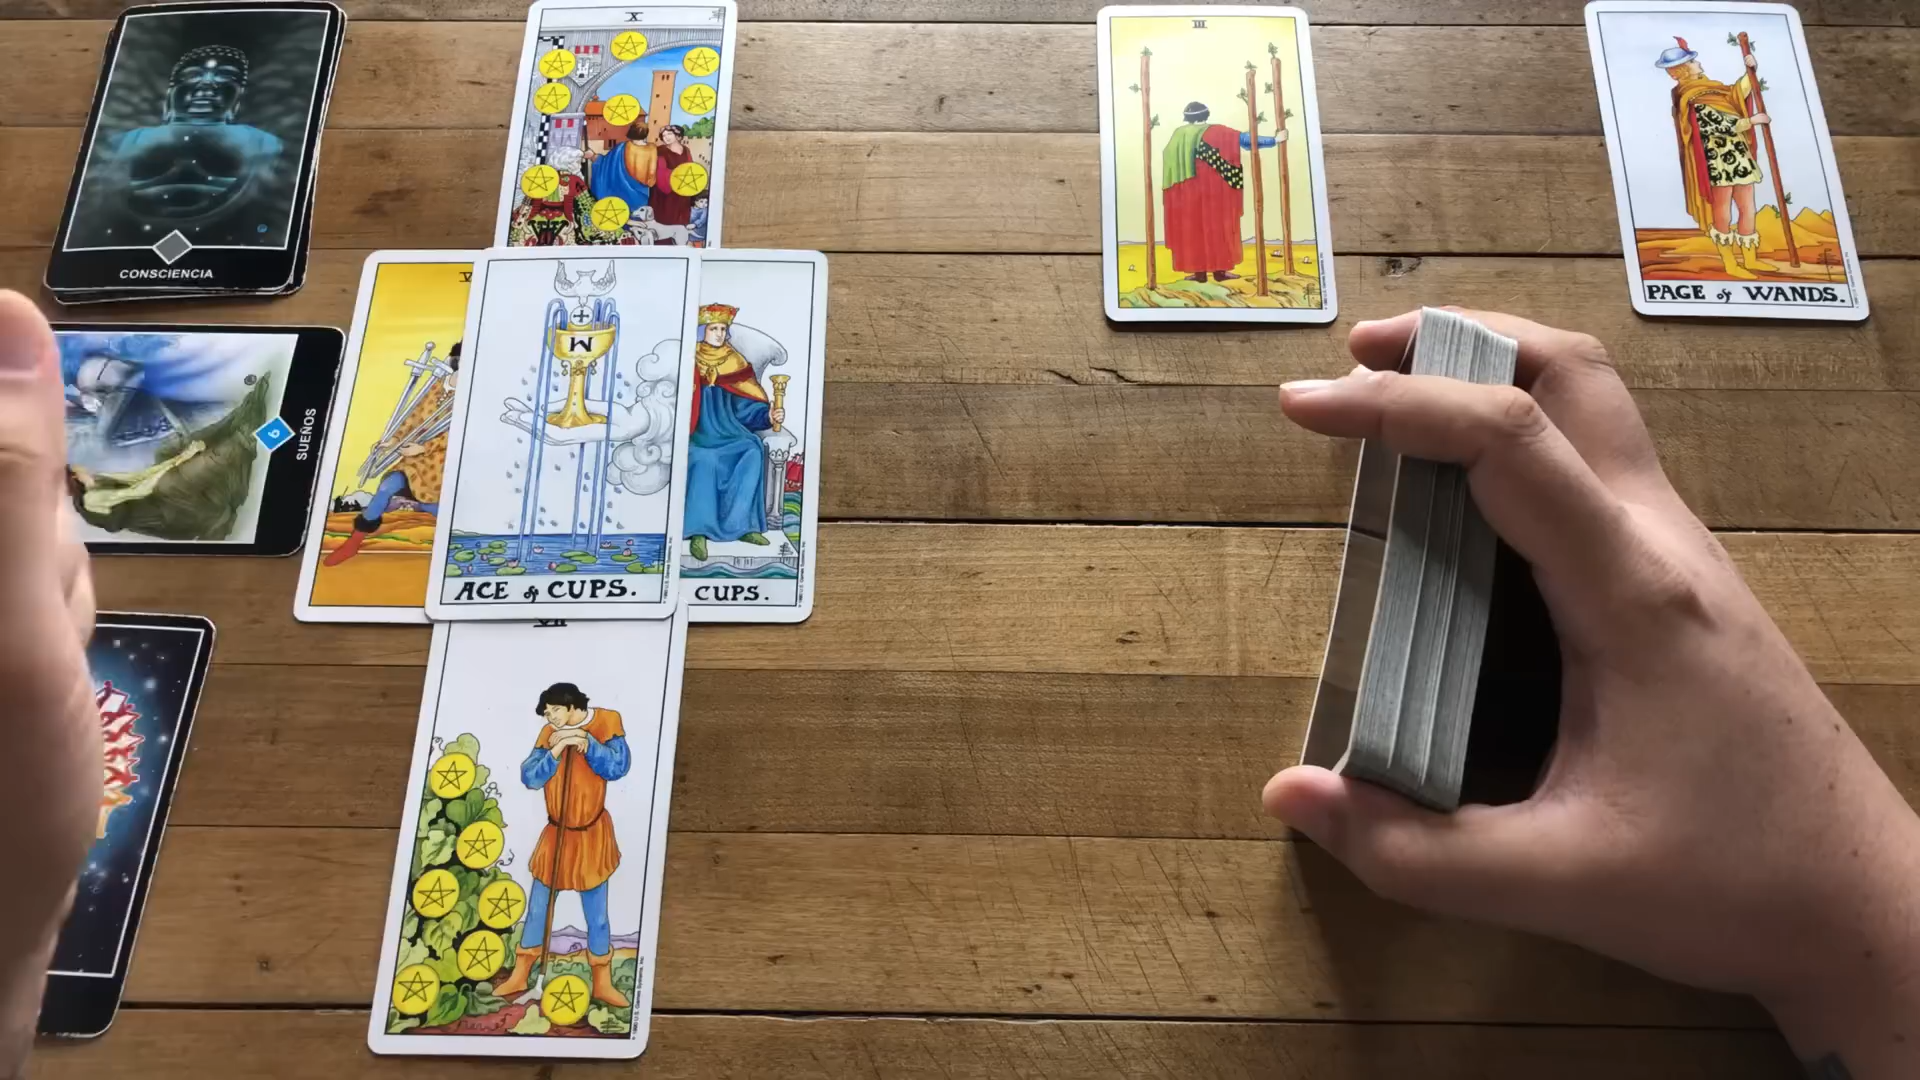 CONSCIENCIA
6
SUEÑOS
X
V
ACE of CUPS.
CUPS.
VII
III
PAGE of WANDS.